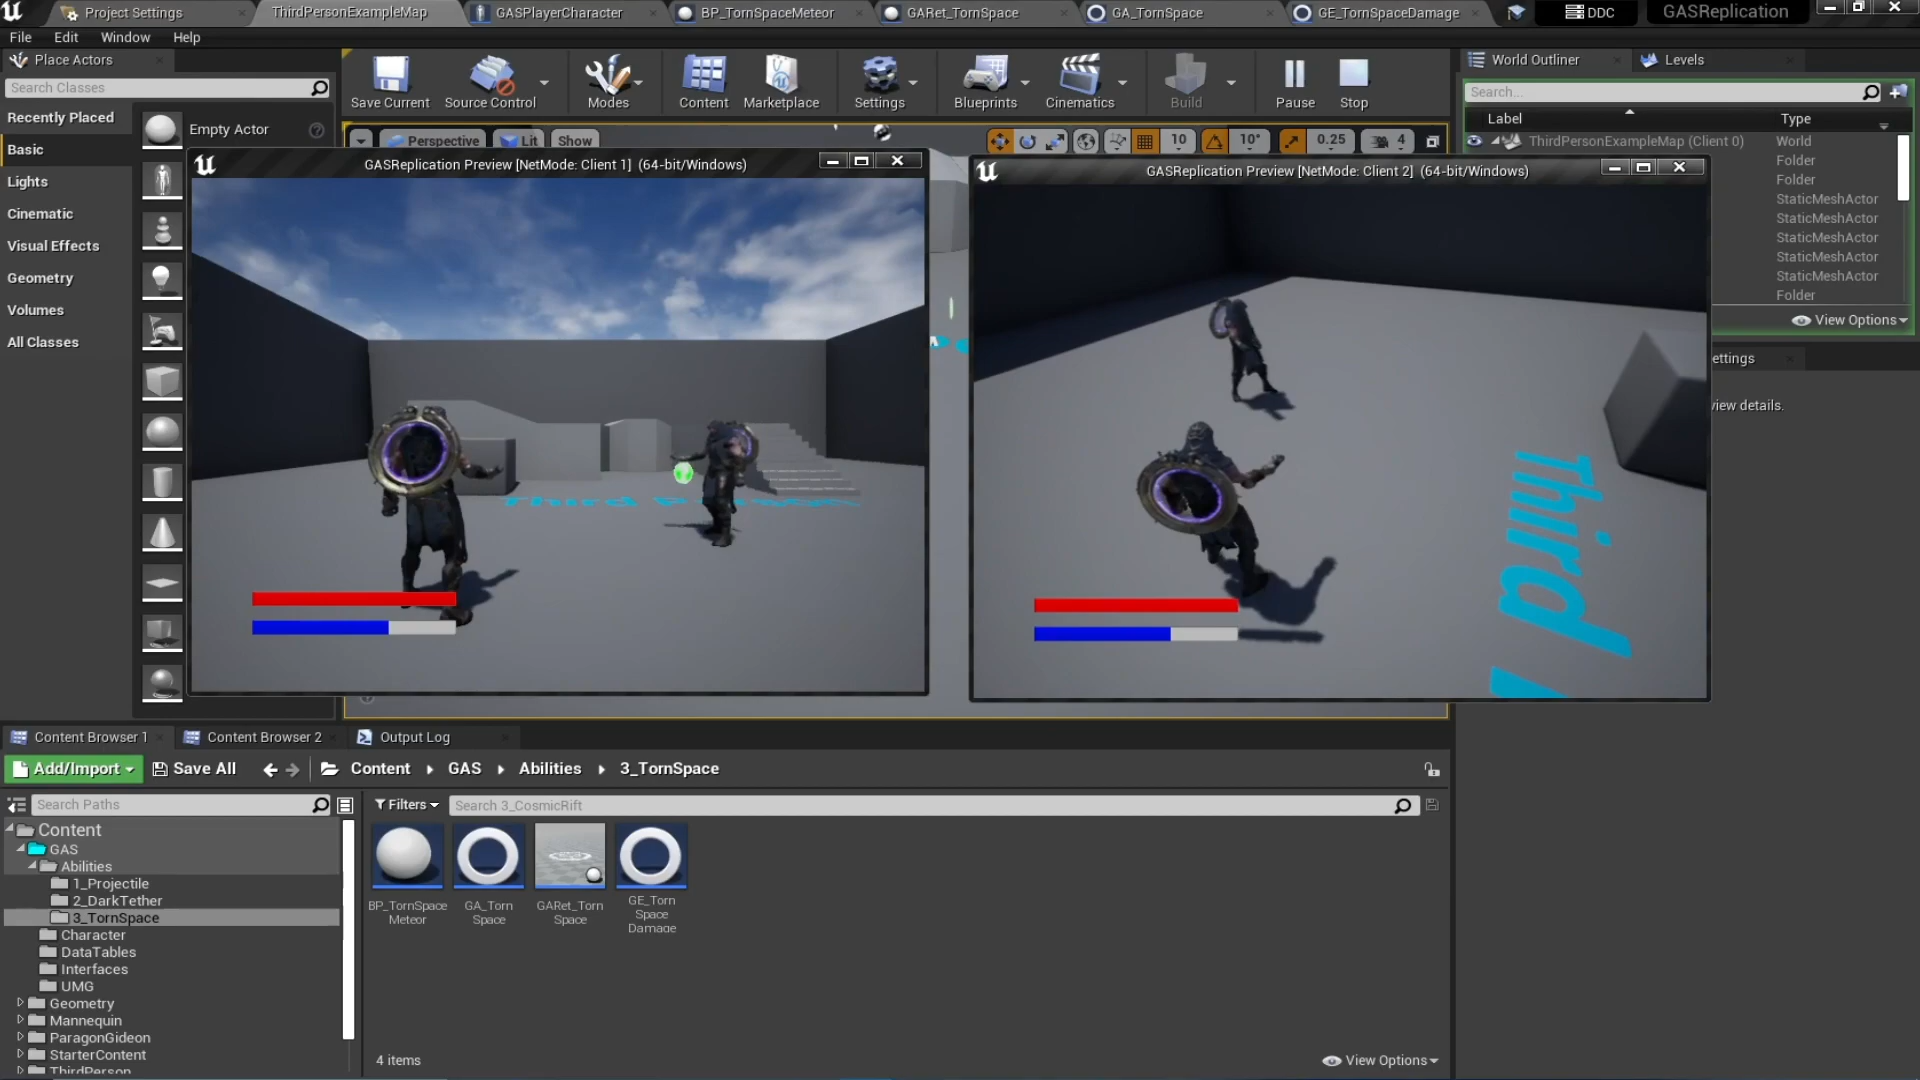 Project Settings
ThirdPersonExampleMap
GASPlayerCharacter
BP_TornSpaceMeteor
GARet_TornSpace
GA_TornSpace
GE_TornSpaceDamage
DDC
GASReplication
File Edit Window Help
Place Actors
Search Classes
Recently Placed
Basic
Lights
Cinematic
Visual Effects
Geometry
Volumes
All Classes
Empty Actor
Save Current
Source Control
Modes
Content
Marketplace
Settings
Blueprints
Cinematics
Build
Pause
Stop
Perspective
Lit
Show
10
10°
0.25
4
World Outliner
Levels
Search...
Label
Type
ThirdPersonExampleMap (Client 0)
World
Folder
Folder
StaticMeshActor
StaticMeshActor
StaticMeshActor
StaticMeshActor
StaticMeshActor
Folder
View Options
ettings
view details.
GASReplication Preview [NetMode: Client 1] (64-bit/Windows)
GASReplication Preview [NetMode: Client 2] (64-bit/Windows)
Third
Content Browser 1
Content Browser 2
Output Log
Add/Import
Save All
Content
GAS
Abilities
3_TornSpace
Search Paths
Filters
Search 3_CosmicRift
Content
GAS
Abilities
1_Projectile
2_DarkTether
3_TornSpace
Character
DataTables
Interfaces
UMG
Geometry
Mannequin
ParagonGideon
StarterContent
ThirdPerson
BP_TornSpace
Meteor
GA_Torn
Space
GARet_Torn
Space
GE_Torn
Space
Damage
4 items
View Options